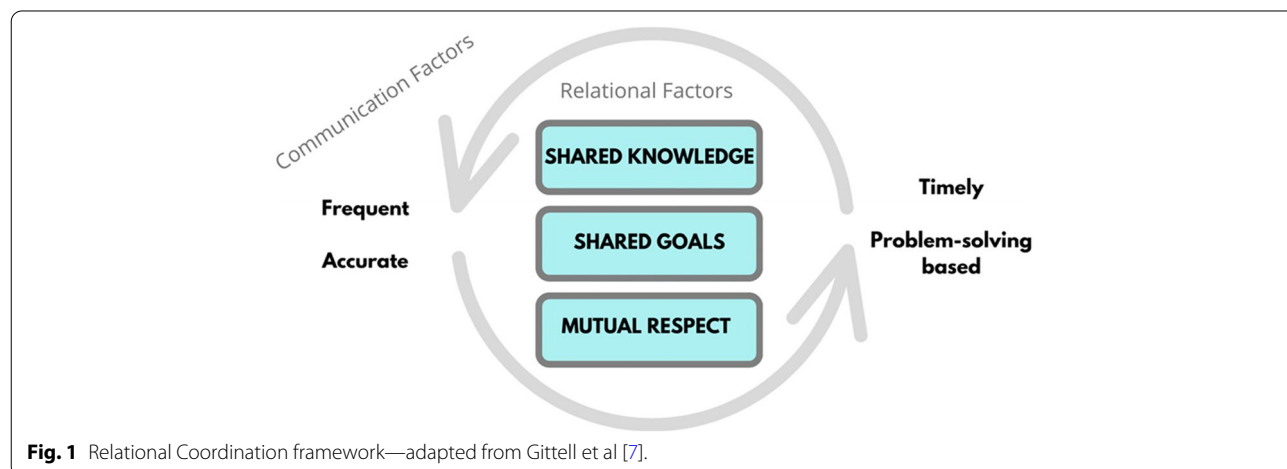 Communication Factors
Relational Factors
SHARED KNOWLEDGE
SHARED GOALS
MUTUAL RESPECT
Frequent
Accurate
Timely
Problem-solving
based
Fig. 1 Relational Coordination framework—adapted from Gittell et al [7].